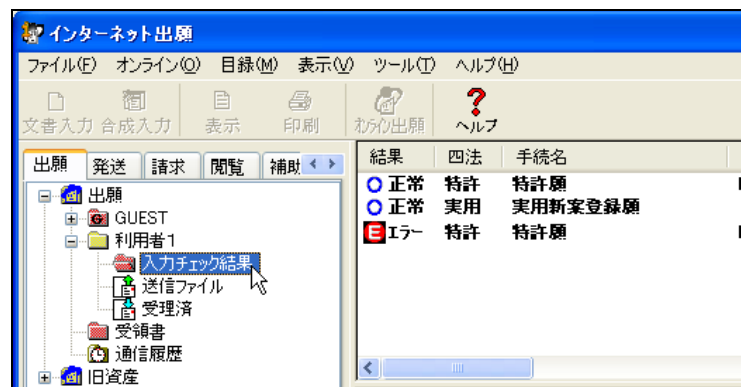 インターネット出願
ファイル(F) オンライン(O) 目録(M) 表示(V) ツール(T) ヘルプ(H)
文書入力 合成入力 表示 印刷 オンライン出願 ヘルプ
出願 発送 請求 閲覧 補助
結果 四法 手続名
正常 特許 特許願
正常 実用 実用新案登録願
E エラー 特許 特許願
出願
GUEST
利用者1
入力チェック結果
送信ファイル
受理済
受領書
通信履歴
旧資産